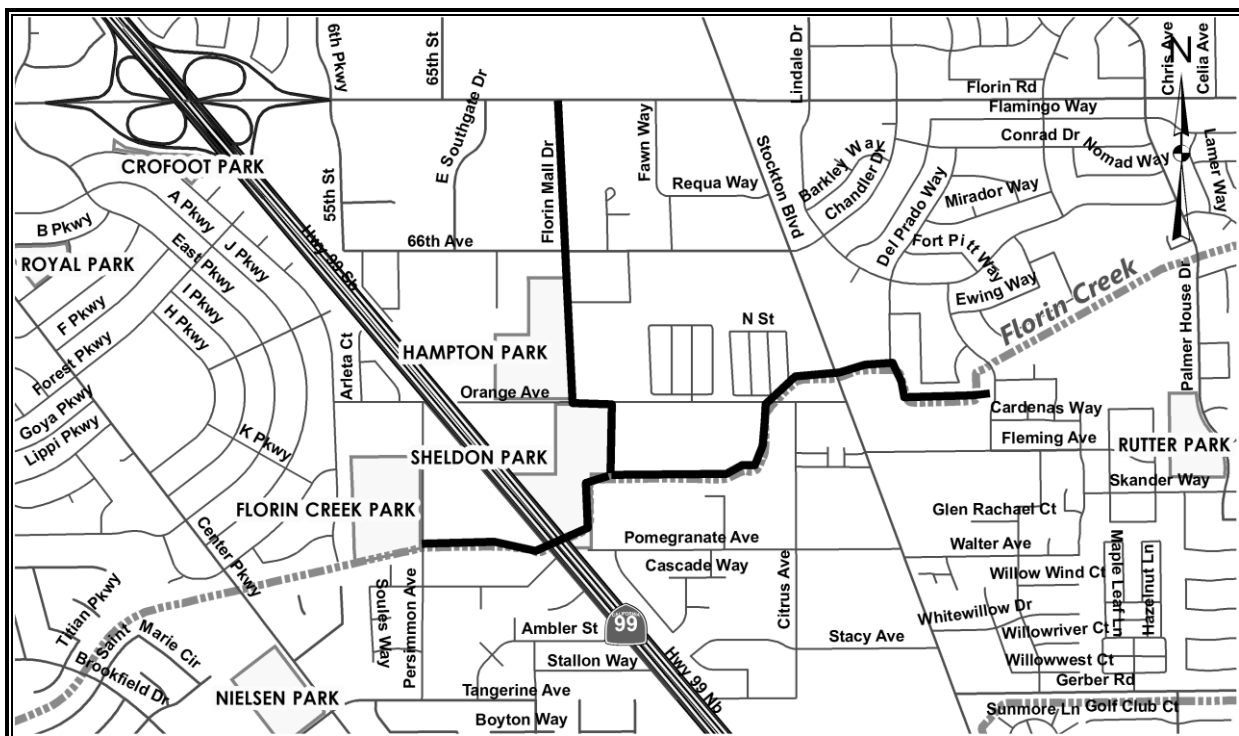 6th Pkwy
65th St
Lindale Dr
Chris Ave
N
Celia Ave
Florin Rd
Flamingo Way
Conrad Dr
Nomad Way
Lamer Way
E Southgate Dr
Florin Mall Dr
Fawn Way
Stockton Blvd
Barkley Way
Chandler Dr
CROFOOT PARK
Requa Way
Mirador Way
A Pkwy
55th St
Del Prado Way
B Pkwy
J Pkwy
Hwy 99 Sb
66th Ave
Fort Pitt Way
ROYAL PARK
East Pkwy
I Pkwy
H Pkwy
Ewing Way
Florin Creek
Palmer House Dr
F Pkwy
N St
Forest Pkwy
Arleta Ct
HAMPTON PARK
Orange Ave
Goya Pkwy
Lippi Pkwy
K Pkwy
Cardenas Way
Fleming Ave
RUTTER PARK
SHELDON PARK
Skander Way
FLORIN CREEK PARK
Glen Rachael Ct
Center Pkwy
Pomegranate Ave
Walter Ave
Cascade Way
Citrus Ave
Willow Wind Ct
Maple Leaf Ln
Hazelnut Ln
Titian Pkwy
Soules Way
Persimmon Ave
Whitewillow Dr
Saint Marie Cir
Ambler St
CALIFORNIA
99
Stacy Ave
Willowriver Ct
Brookfield Dr
Stallon Way
Willowwest Ct
NIELSEN PARK
Tangerine Ave
Hwy 99 Nb
Gerber Rd
Boyton Way
Sunmore Ln
Golf Club Ct